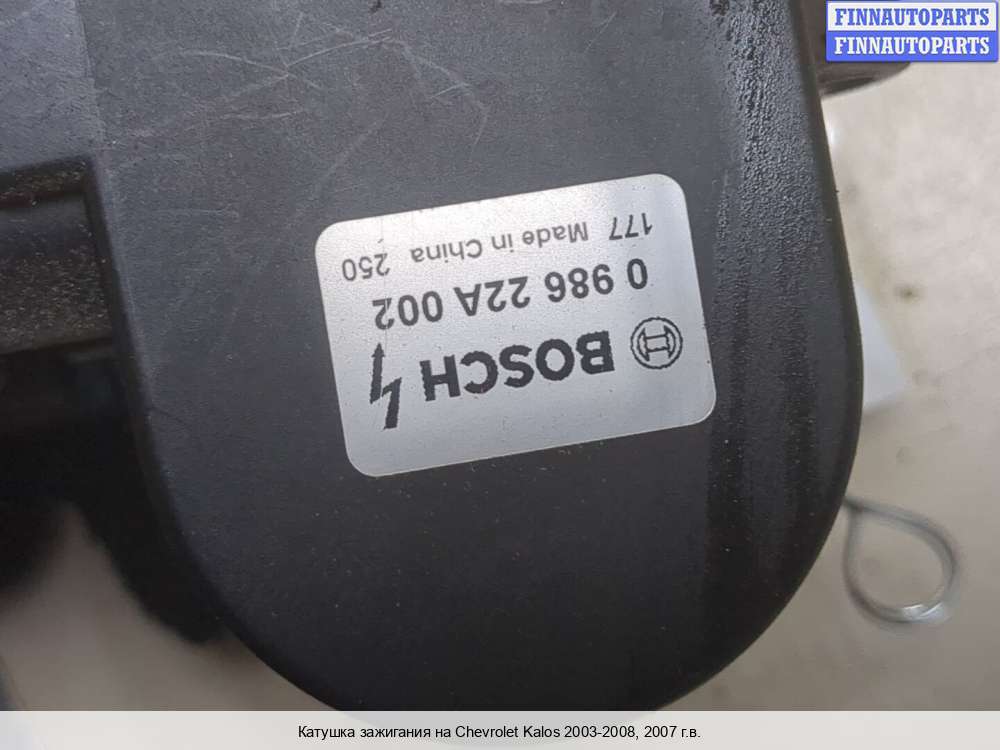 FINNAUTOPARTS
FINNAUTOPARTS
BOSCH
0 986 22A 002
177 Made in China 250
Катушка зажигания на Chevrolet Kalos 2003-2008, 2007 г.в.